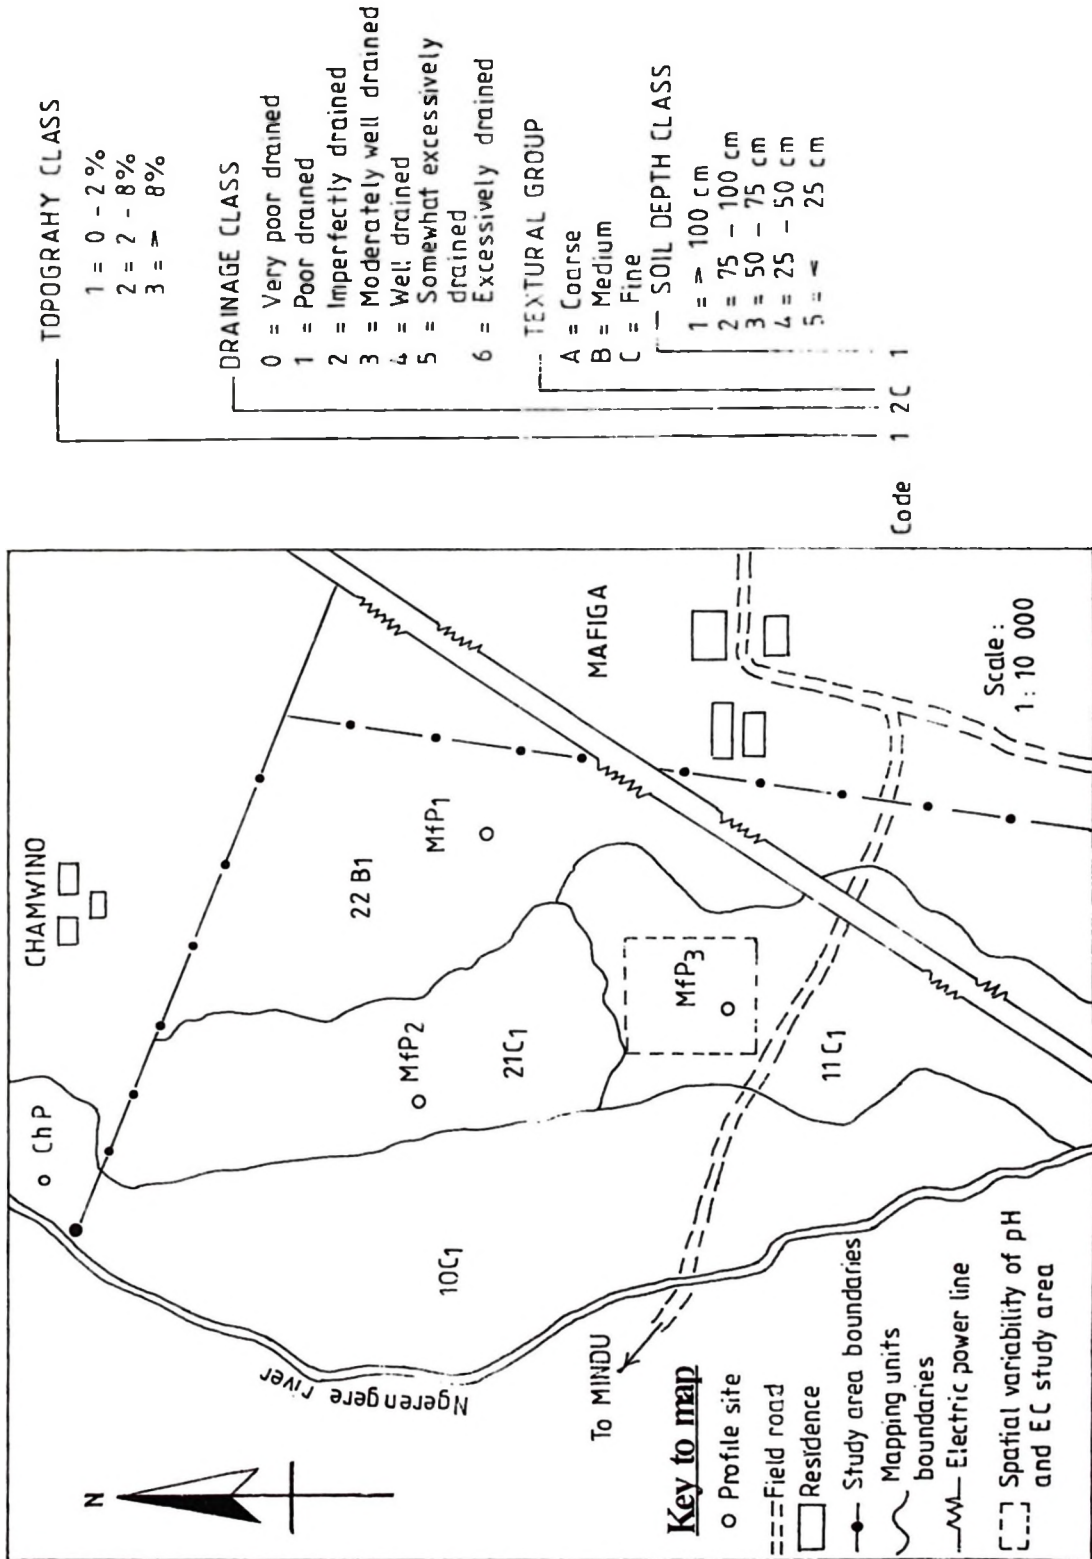 N
Ngerengere river
CHAMWINO
ChP
22 B1
MfP1
MfP2
21C1
10C1
MfP3
11 C1
MAFIGA
To MINDU
Scale :
1 : 10 000
Key to map
Profile site
Field road
Residence
Study area boundaries
Mapping units
boundaries
Electric power line
Spatial variability of pH
and EC study area
TOPOGRAHY CLASS
1 = 0 - 2%
2 = 2 - 8%
3 = > 8%
DRAINAGE CLASS
0 = Very poor drained
1 = Poor drained
2 = Imperfectly drained
3 = Moderately well drained
4 = Well drained
5 = Somewhat excessively
drained
6 = Excessively drained
TEXTURAL GROUP
A = Coarse
B = Medium
C = Fine
SOIL DEPTH CLASS
1 = > 100 cm
2 = 75 - 100 cm
3 = 50 - 75 cm
4 = 25 - 50 cm
5 = < 25 cm
Code 1 2 C 1